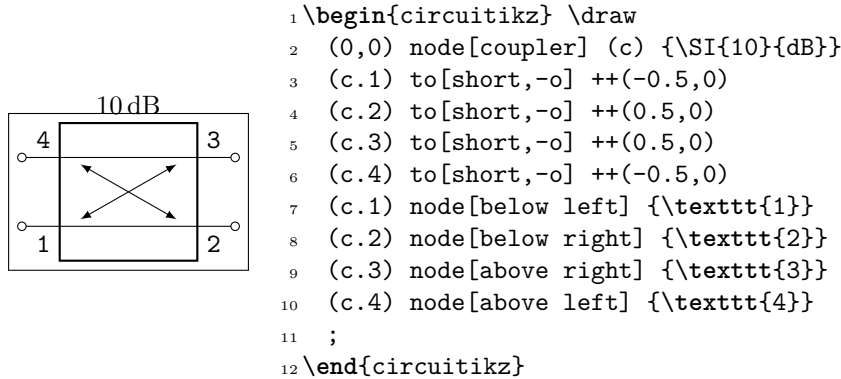 10 dB
4 3
1 2
1 \begin{circuitikz} \draw
2 (0,0) node[coupler] (c) {\SI{10}{dB}}
3 (c.1) to[short,-o] ++(-0.5,0)
4 (c.2) to[short,-o] ++(0.5,0)
5 (c.3) to[short,-o] ++(0.5,0)
6 (c.4) to[short,-o] ++(-0.5,0)
7 (c.1) node[below left] {\texttt{1}}
8 (c.2) node[below right] {\texttt{2}}
9 (c.3) node[above right] {\texttt{3}}
10 (c.4) node[above left] {\texttt{4}}
11 ;
12 \end{circuitikz}